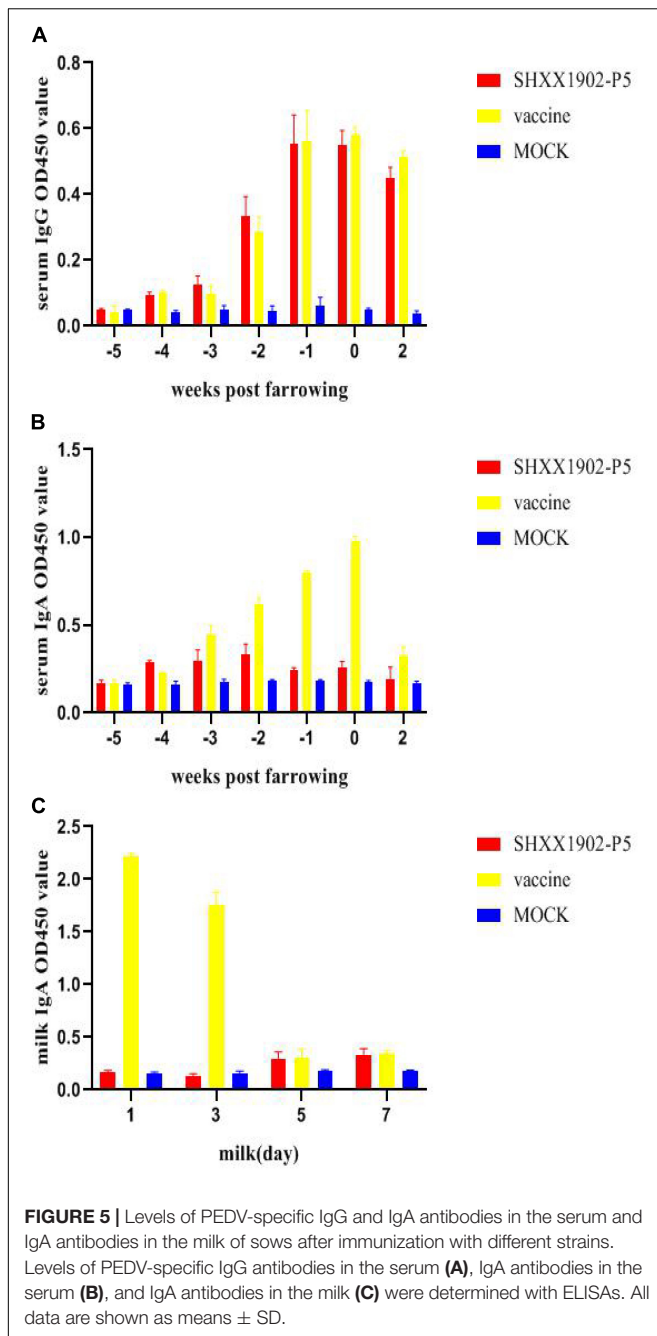 A
serum IgG OD450 value
0.8
0.6
0.4
0.2
0.0
-5 -4 -3 -2 -1 0 2
weeks post farrowing
SHXX1902-P5
vaccine
MOCK
B
serum IgA OD450 value
1.5
1.0
0.5
0.0
-5 -4 -3 -2 -1 0 2
weeks post farrowing
SHXX1902-P5
vaccine
MOCK
C
milk IgA OD450 value
2.5
2.0
1.5
1.0
0.5
0.0
1 3 5 7
milk(day)
SHXX1902-P5
vaccine
MOCK
FIGURE 5 | Levels of PEDV-specific IgG and IgA antibodies in the serum and
IgA antibodies in the milk of sows after immunization with different strains.
Levels of PEDV-specific IgG antibodies in the serum (A), IgA antibodies in the
serum (B), and IgA antibodies in the milk (C) were determined with ELISAs. All
data are shown as means ± SD.